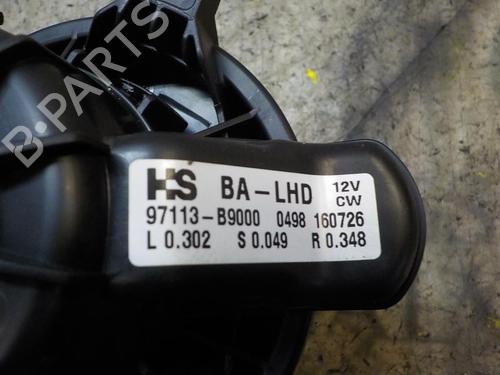 B-PARTS
HS BA-LHD 12V CW
97113-B9000 0498 160726
L 0.302 S 0.049 R 0.348